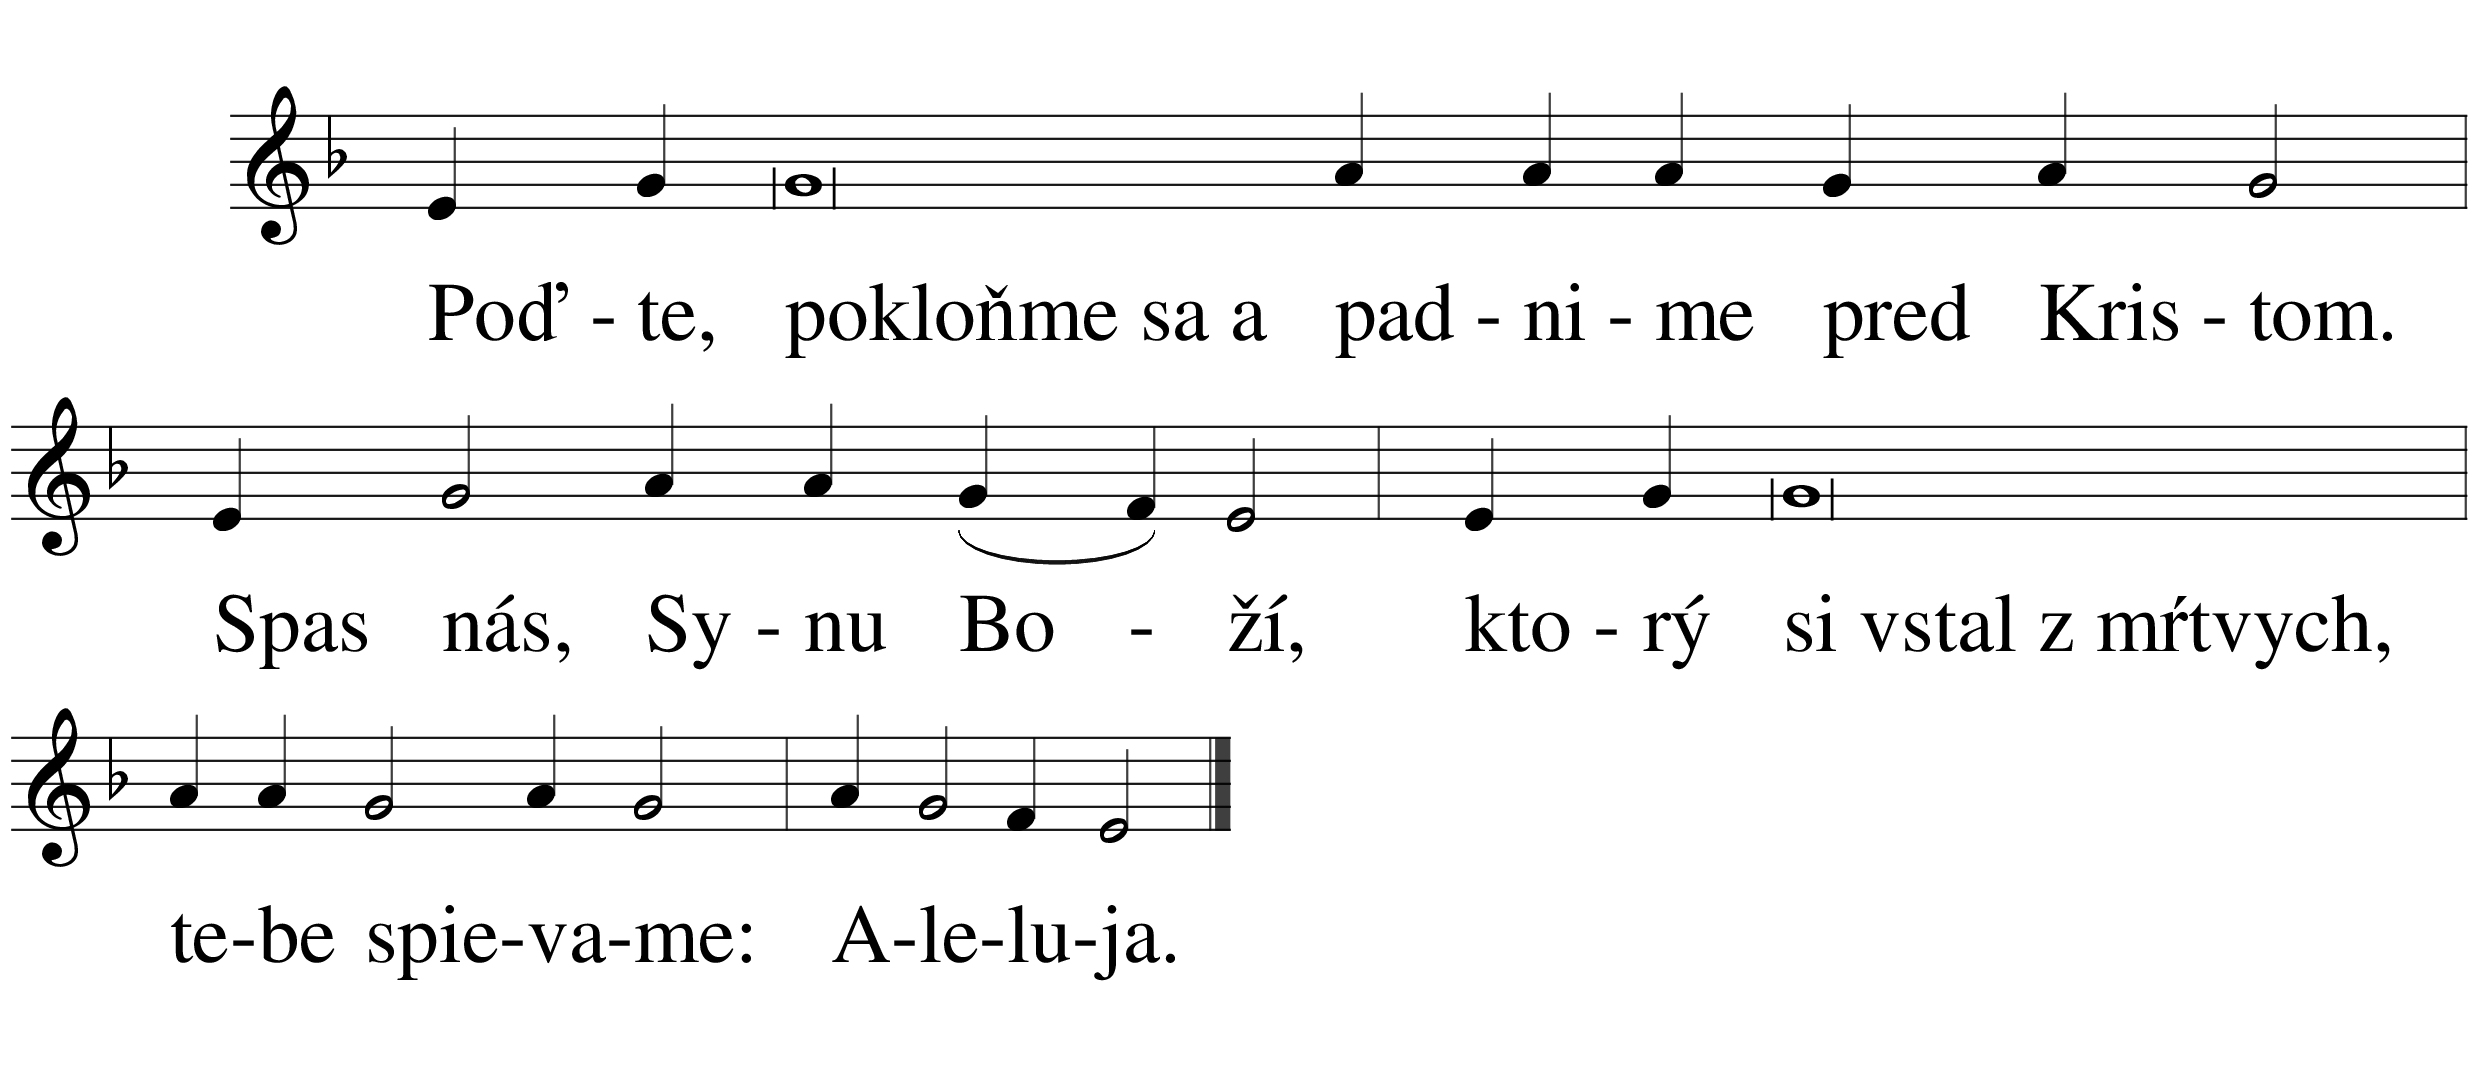 Poď - te, pokloňme sa a pad - ni - me pred Kris - tom.
Spas nás, Sy - nu Bo - ží, kto - rý si vstal z mŕtvych,
te-be spie-va-me: A-le-lu-ja.